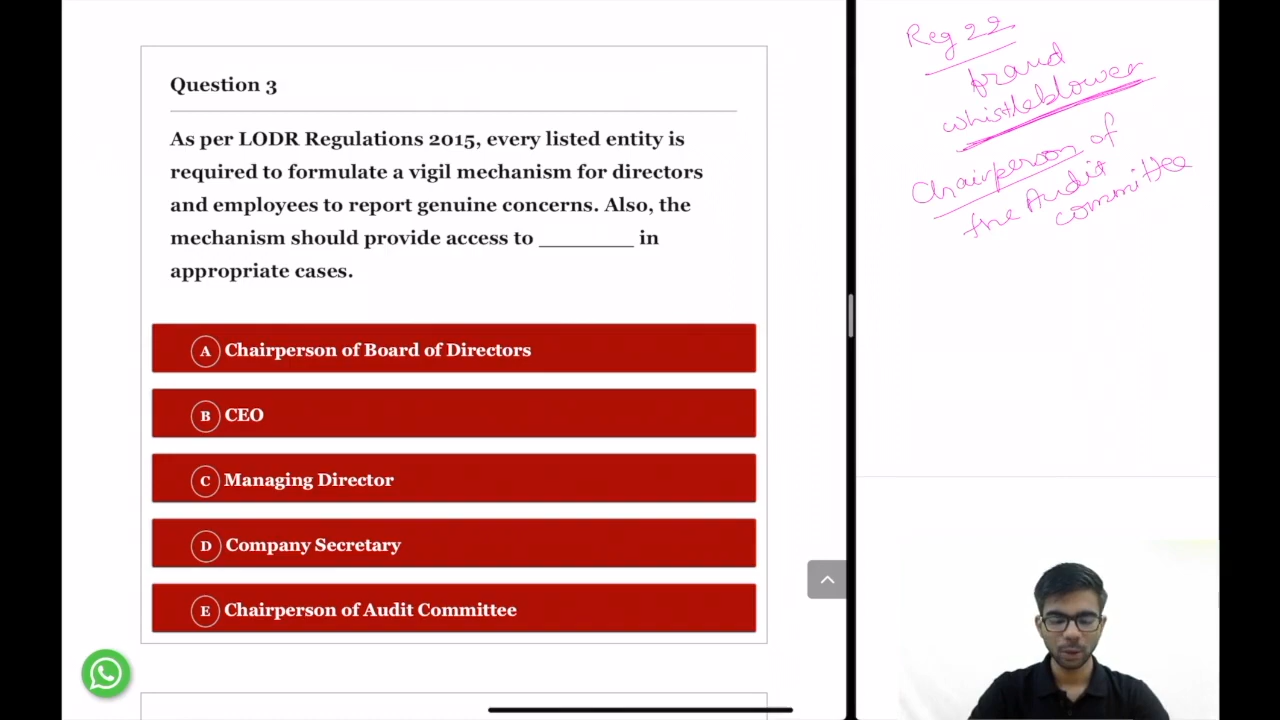 Question 3
As per LODR Regulations 2015, every listed entity is
required to formulate a vigil mechanism for directors
and employees to report genuine concerns. Also, the
mechanism should provide access to ________ in
appropriate cases.
A Chairperson of Board of Directors
B CEO
C Managing Director
D Company Secretary
E Chairperson of Audit Committee
Reg 22
fraud
whistleblower
Chairperson of
the Audit
committee